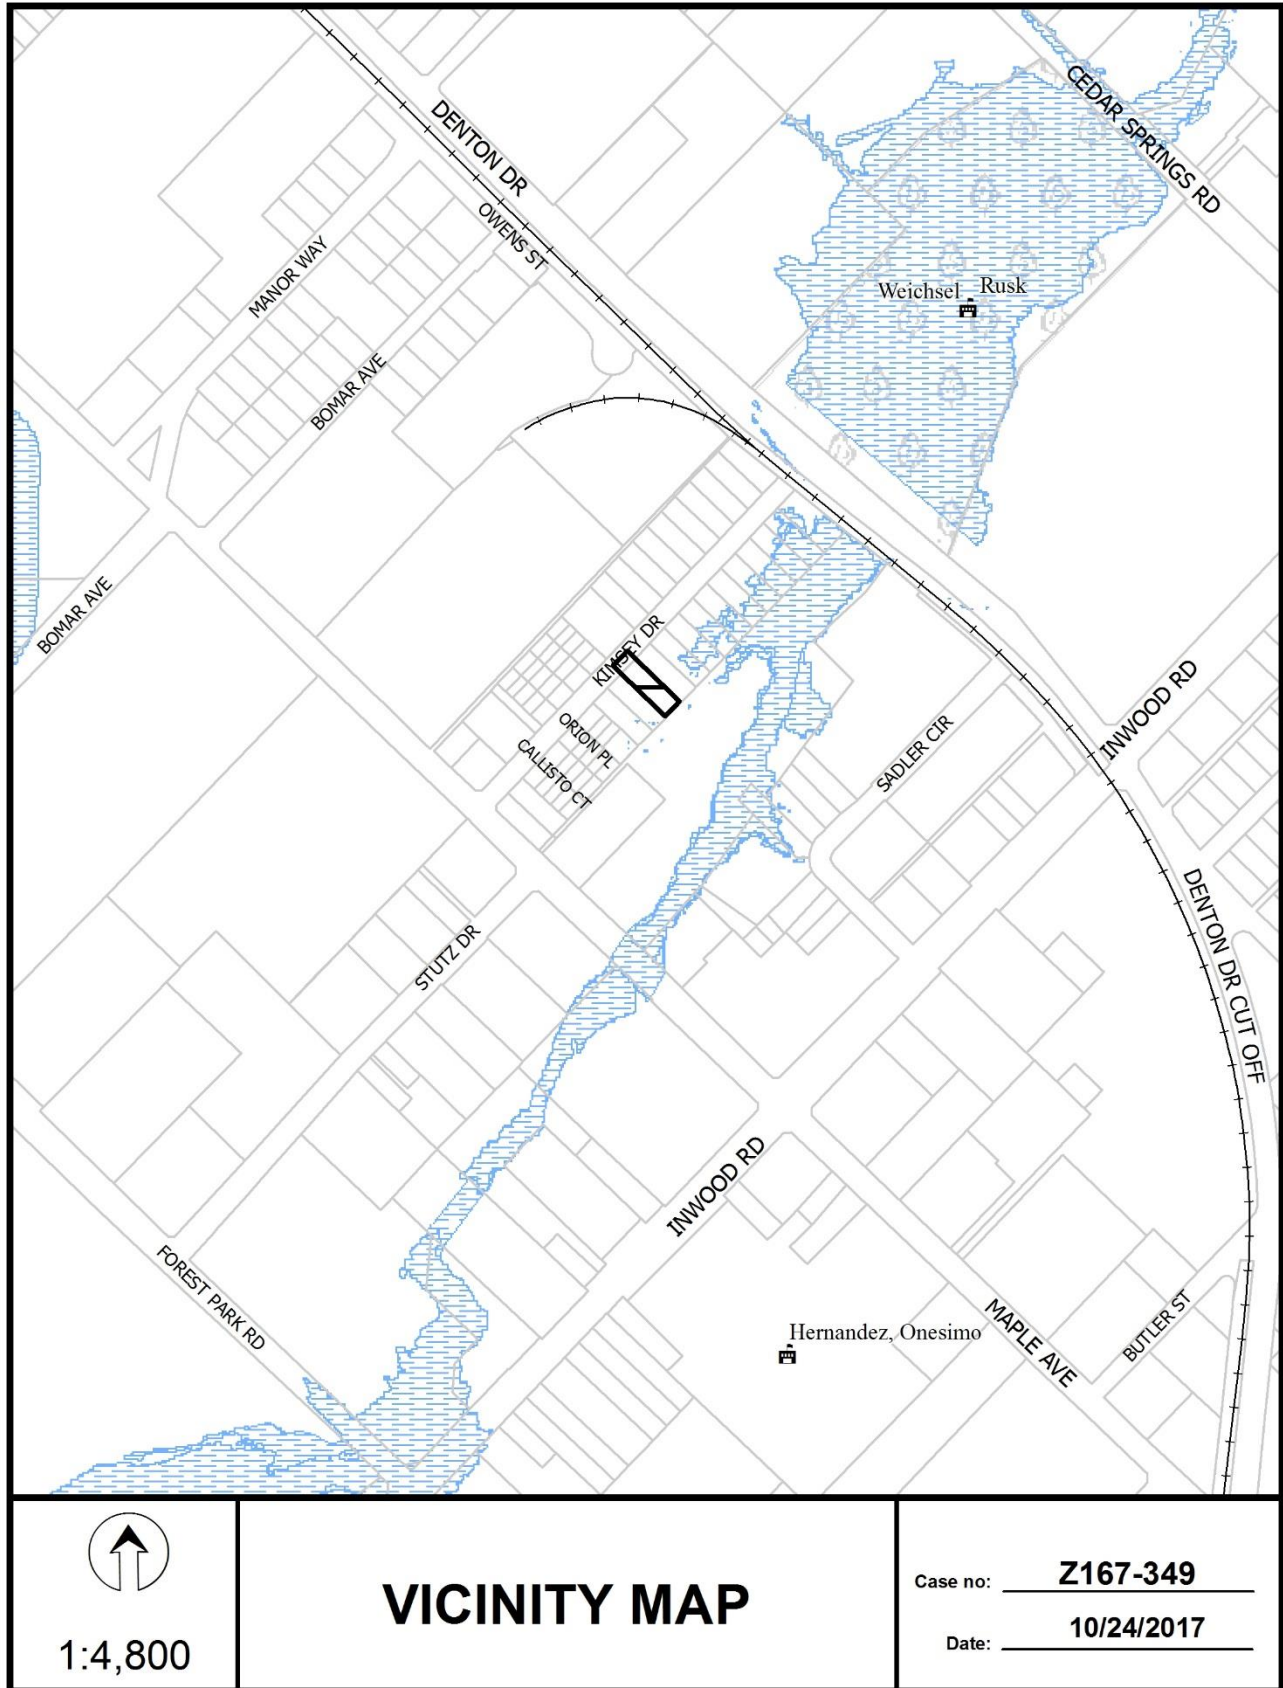 CEDAR SPRINGS RD
DENTON DR
OWENS ST
MANOR WAY
Weichsel Rusk
BOMAR AVE
BOMAR AVE
KIMSEY DR
INWOOD RD
ORION PL
SADLER CIR
CALLISTO CT
DENTON DR CUT OFF
STUTZ DR
INWOOD RD
FOREST PARK RD
Hernandez, Onesimo
MAPLE AVE
BUTLER ST
1:4,800
VICINITY MAP
Case no: Z167-349
Date: 10/24/2017